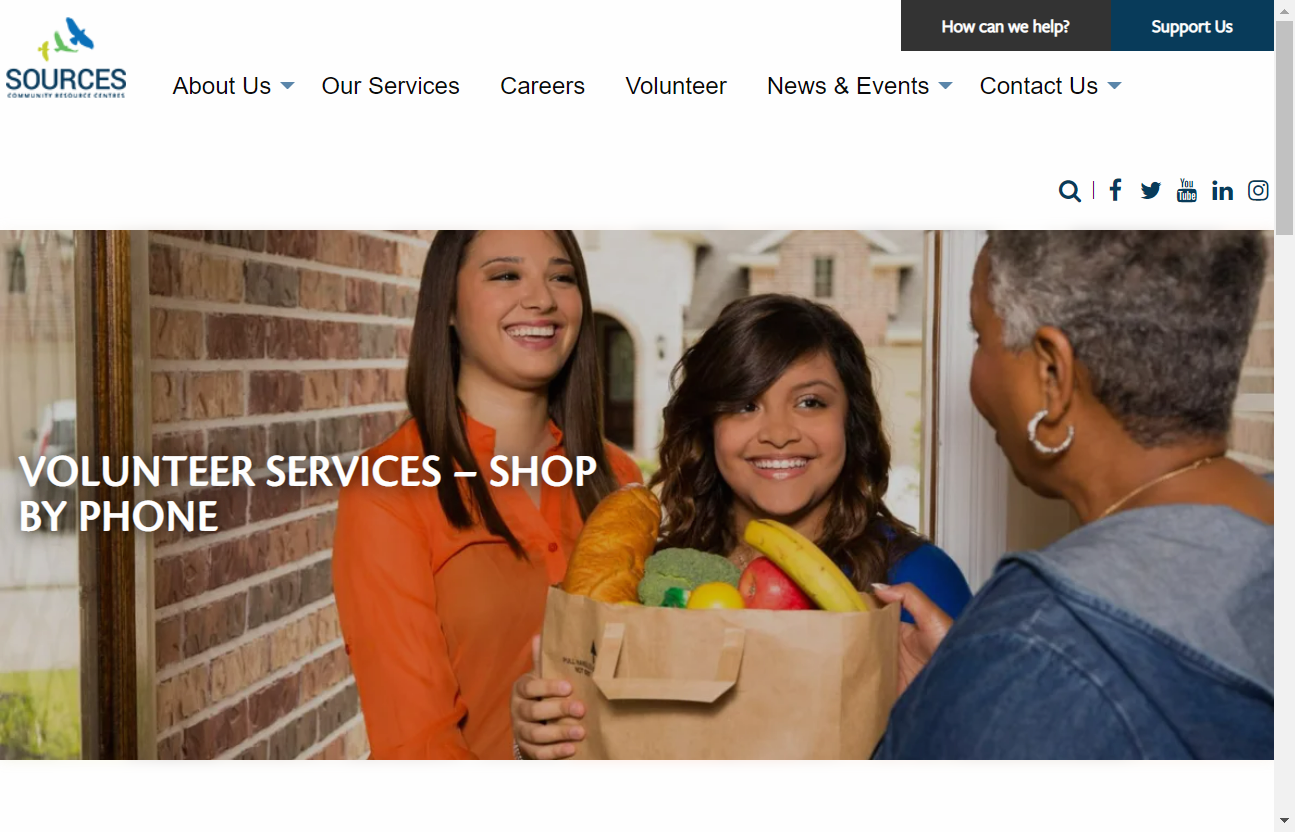 How can we help?
Support Us
SOURCES
COMMUNITY RESOURCE CENTRES
About Us
Our Services
Careers
Volunteer
News & Events
Contact Us
You
Tube
VOLUNTEER SERVICES – SHOP
BY PHONE